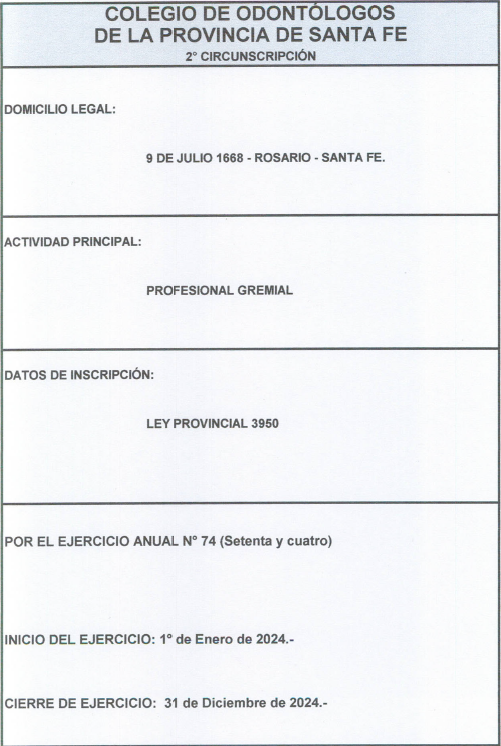 COLEGIO DE ODONTÓLOGOS
DE LA PROVINCIA DE SANTA FE
2° CIRCUNSCRIPCIÓN
DOMICILIO LEGAL:
9 DE JULIO 1668 - ROSARIO - SANTA FE.
ACTIVIDAD PRINCIPAL:
PROFESIONAL GREMIAL
DATOS DE INSCRIPCIÓN:
LEY PROVINCIAL 3950
POR EL EJERCICIO ANUAL N° 74 (Setenta y cuatro)
INICIO DEL EJERCICIO: 1° de Enero de 2024.-
CIERRE DE EJERCICIO: 31 de Diciembre de 2024.-